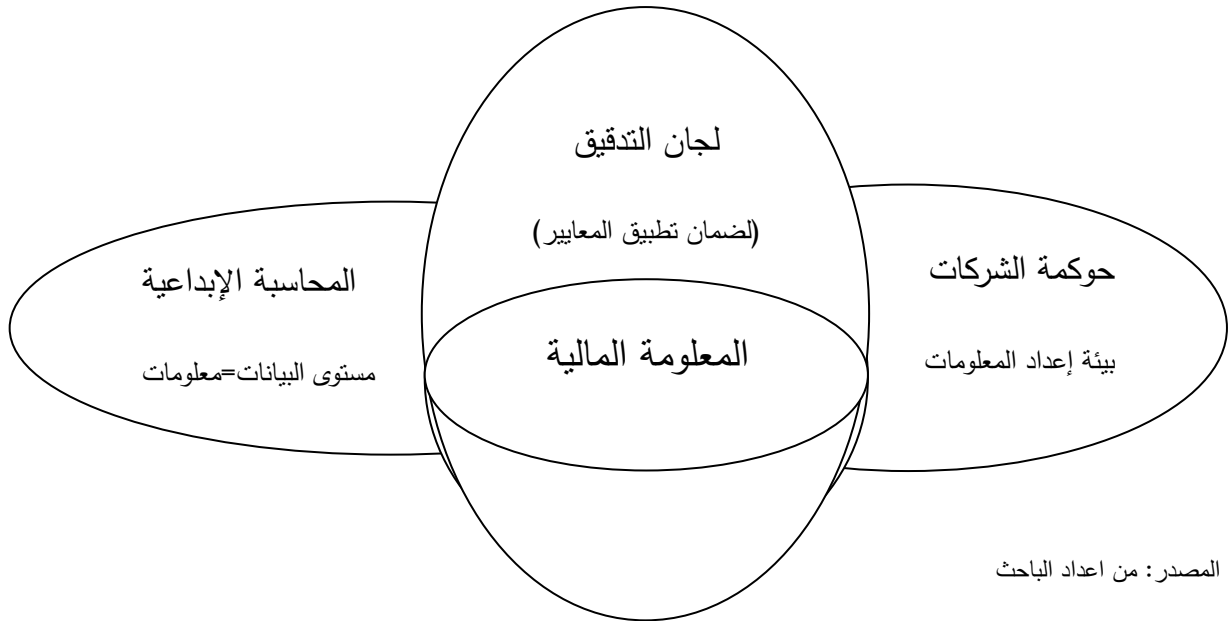 لجان التدقيق
(لضمان تطبيق المعايير)
حوكمة الشركات
بيئة إعداد المعلومات
المعلومة المالية
المحاسبة الإبداعية
مستوى البيانات=معلومات
المصدر: من اعداد الباحث